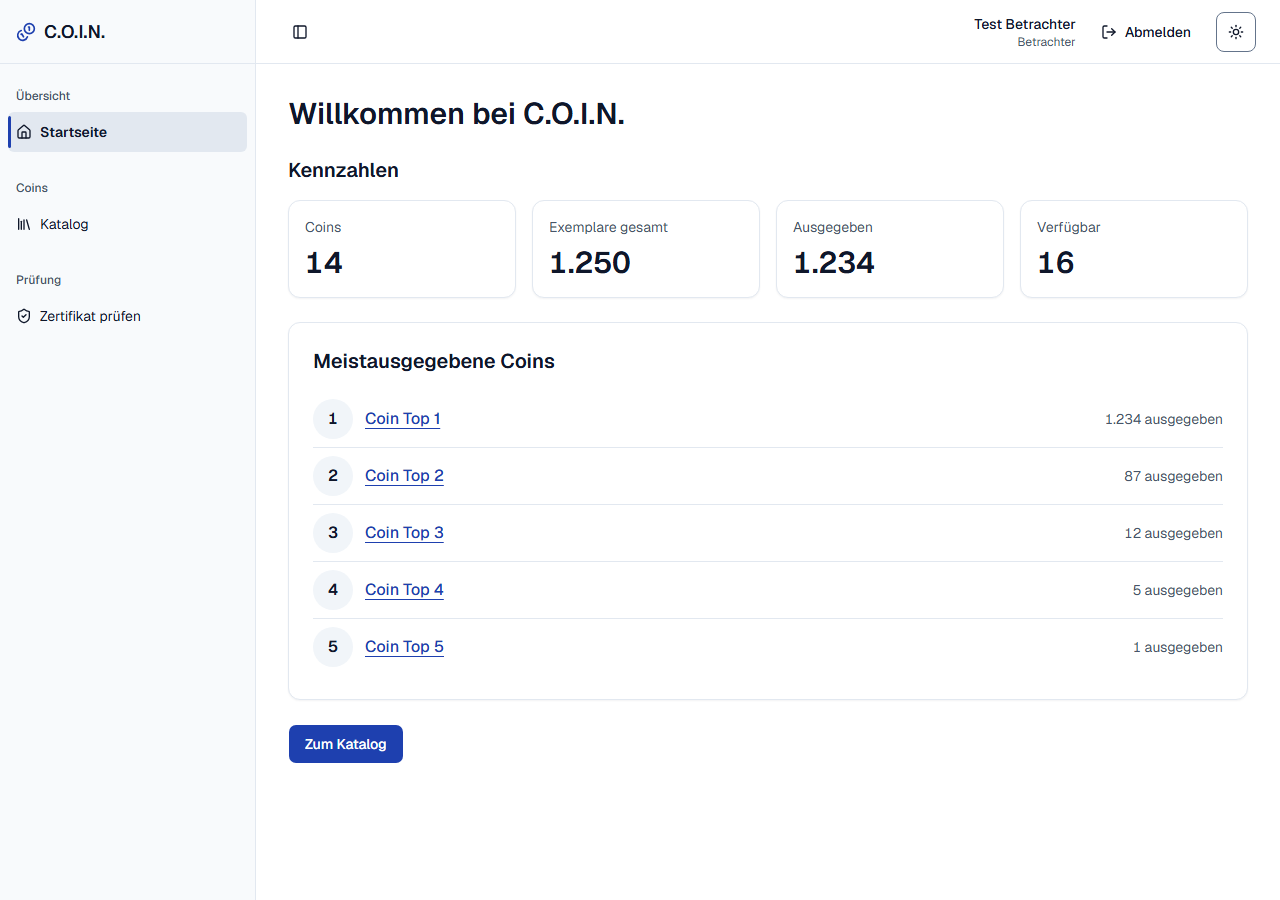 C.O.I.N.
Test Betrachter
Betrachter
Abmelden
Übersicht
Startseite
Coins
Katalog
Prüfung
Zertifikat prüfen
Willkommen bei C.O.I.N.
Kennzahlen
Coins
14
Exemplare gesamt
1.250
Ausgegeben
1.234
Verfügbar
16
Meistausgegebene Coins
1 Coin Top 1 1.234 ausgegeben
2 Coin Top 2 87 ausgegeben
3 Coin Top 3 12 ausgegeben
4 Coin Top 4 5 ausgegeben
5 Coin Top 5 1 ausgegeben
Zum Katalog